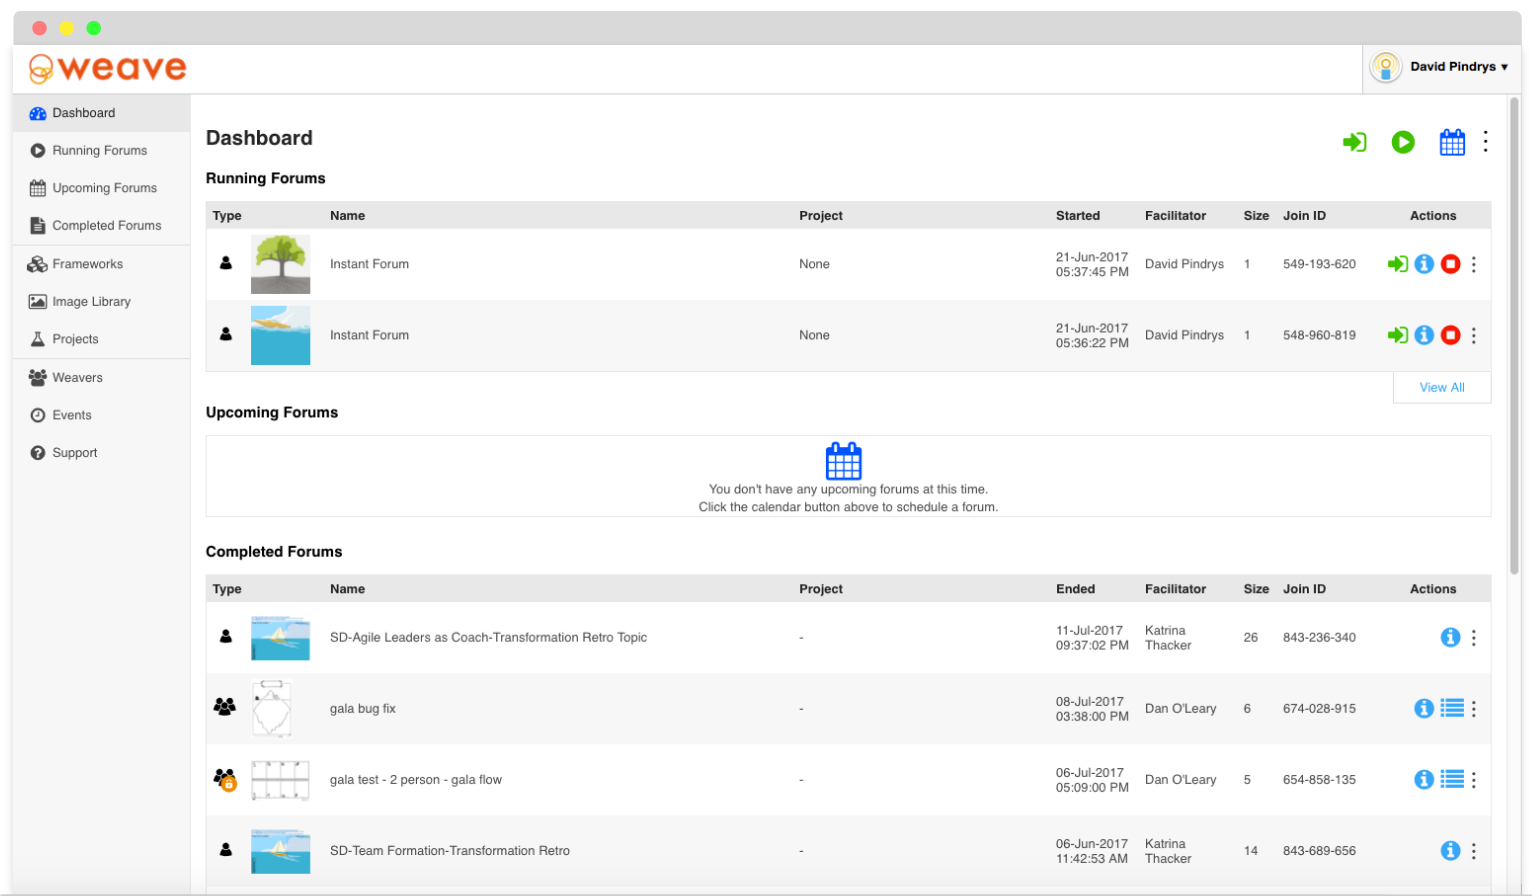 weave
David Pindrys ▾
Dashboard
Running Forums
Upcoming Forums
Completed Forums
Frameworks
Image Library
Projects
Weavers
Events
Support
Dashboard
Running Forums
Type Name Project Started Facilitator Size Join ID Actions
Instant Forum None 21-Jun-2017 05:37:45 PM David Pindrys 1 549-193-620
Instant Forum None 21-Jun-2017 05:36:22 PM David Pindrys 1 548-960-819
View All
Upcoming Forums
You don't have any upcoming forums at this time.
Click the calendar button above to schedule a forum.
Completed Forums
Type Name Project Ended Facilitator Size Join ID Actions
SD-Agile Leaders as Coach-Transformation Retro Topic - 11-Jul-2017 09:37:02 PM Katrina Thacker 26 843-236-340
gala bug fix - 08-Jul-2017 03:38:00 PM Dan O'Leary 6 674-028-915
gala test - 2 person - gala flow - 06-Jul-2017 05:09:00 PM Dan O'Leary 5 654-858-135
SD-Team Formation-Transformation Retro - 06-Jun-2017 11:42:53 AM Katrina Thacker 14 843-689-656